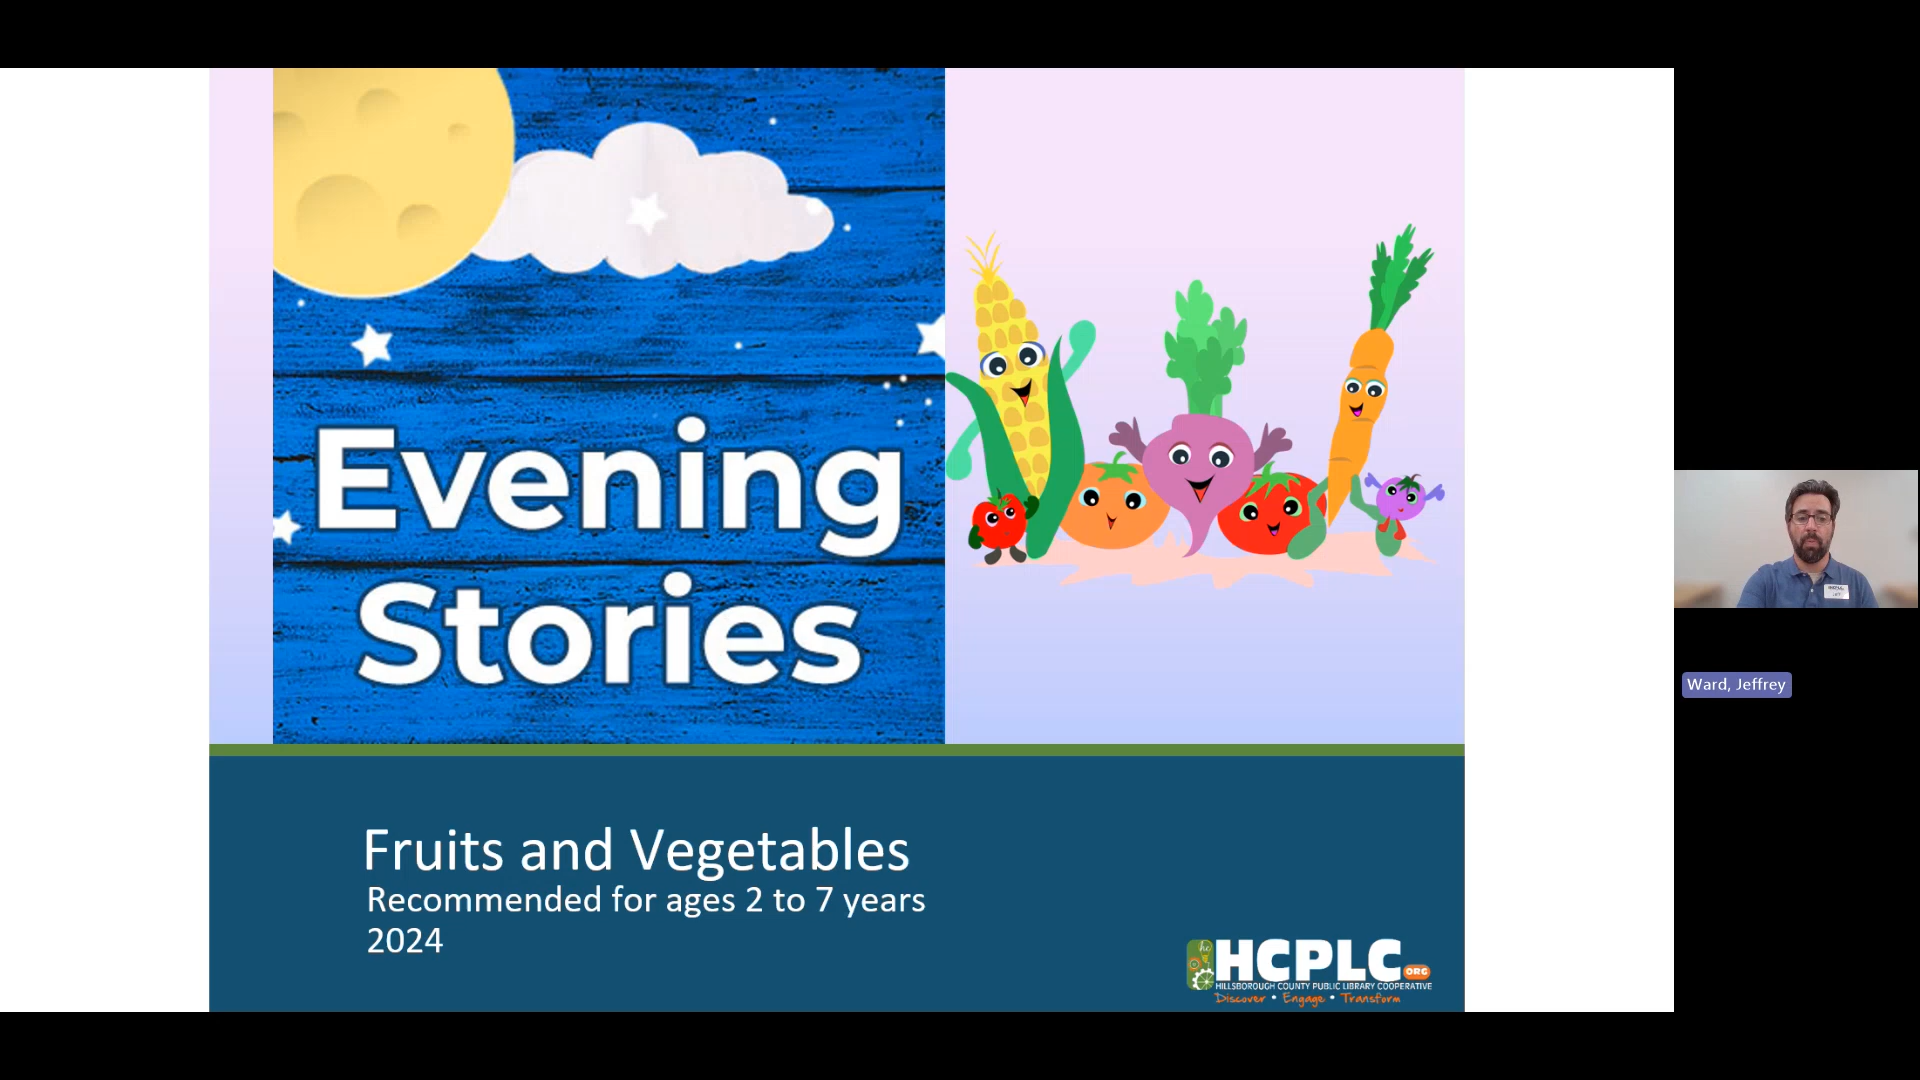 Evening
Stories
Fruits and Vegetables
Recommended for ages 2 to 7 years
2024
hc
HCPLC ORG
HILLSBOROUGH COUNTY PUBLIC LIBRARY COOPERATIVE
Discover • Engage • Transform
Ward, Jeffrey